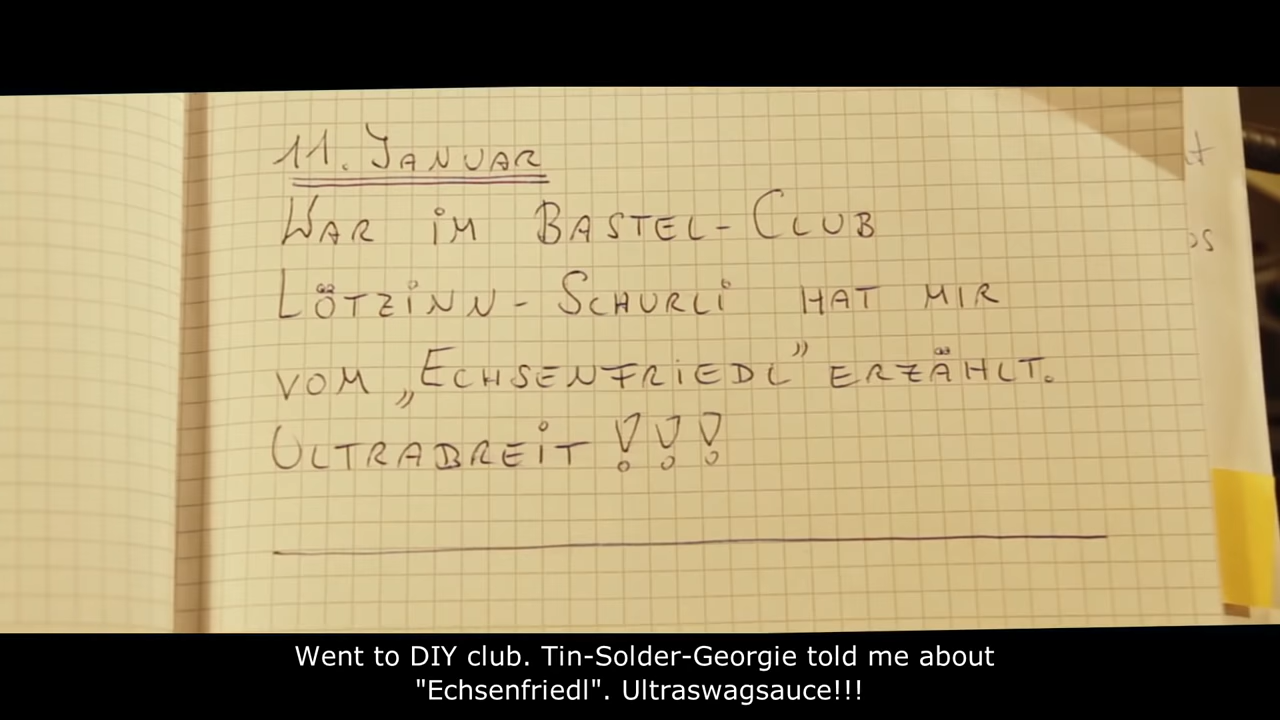 11. JANUAR
WAR IM BASTEL-CLUB
LÖTZINN-SCHURLI HAT MIR
VOM „ECHSENFRIEDL” ERZÄHLT.
ULTRABREIT!!!
Went to DIY club. Tin-Solder-Georgie told me about
"Echsenfriedl". Ultraswagsauce!!!